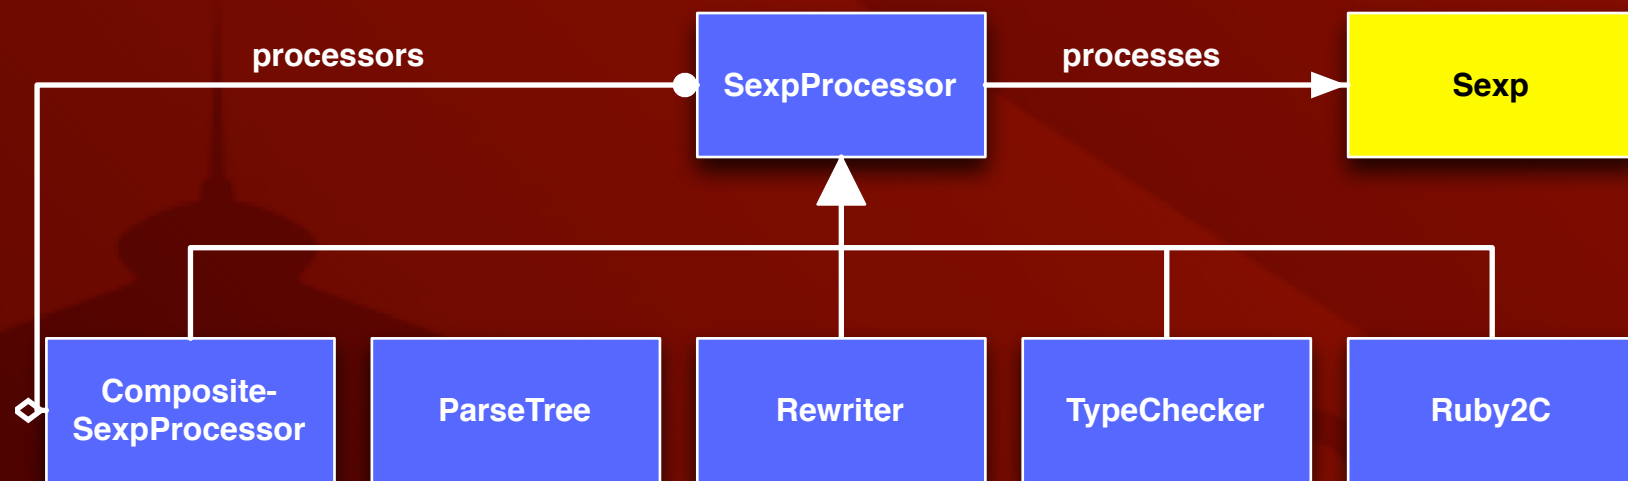 processors
SexpProcessor
processes
Sexp
Composite-
SexpProcessor
ParseTree
Rewriter
TypeChecker
Ruby2C